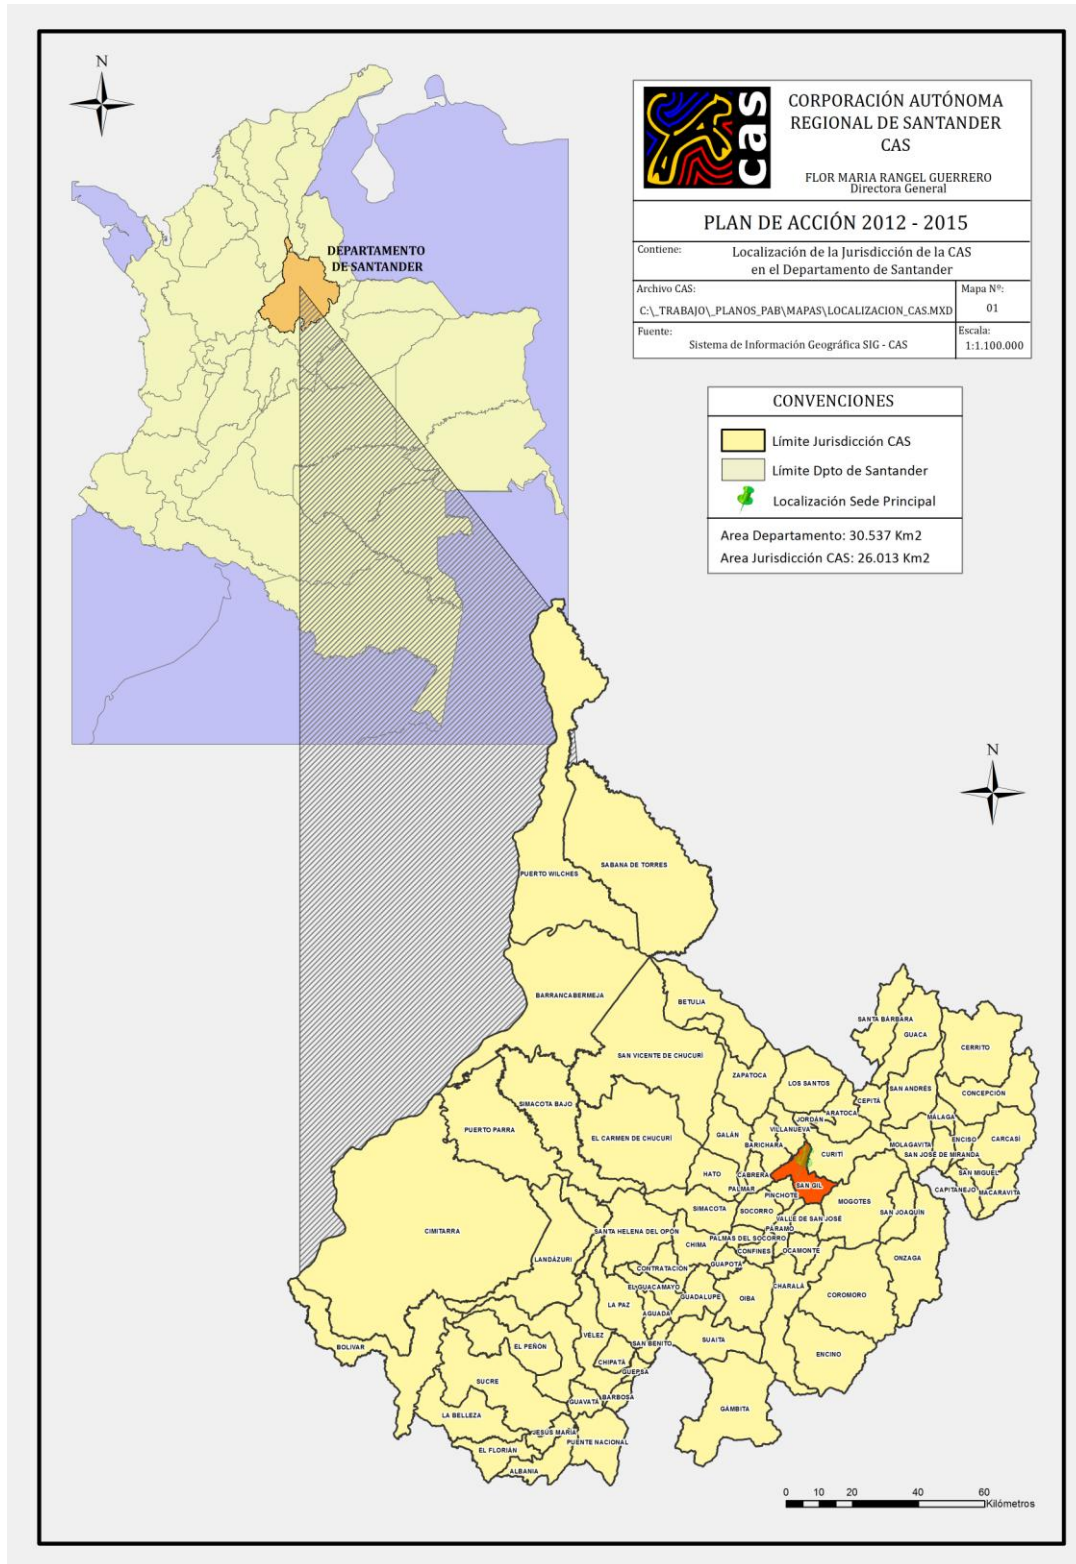 N
DEPARTAMENTO
DE SANTANDER
cas
CORPORACIÓN AUTÓNOMA
REGIONAL DE SANTANDER
CAS
FLOR MARIA RANGEL GUERRERO
Directora General
PLAN DE ACCIÓN 2012 - 2015
Contiene:
Localización de la Jurisdicción de la CAS
en el Departamento de Santander
Archivo CAS:
C:\_TRABAJO\_PLANOS_PAB\MAPAS\LOCALIZACION_CAS.MXD
Mapa Nº:
01
Fuente:
Sistema de Información Geográfica SIG - CAS
Escala:
1:1.100.000
CONVENCIONES
Límite Jurisdicción CAS
Límite Dpto de Santander
Localización Sede Principal
Area Departamento: 30.537 Km2
Area Jurisdicción CAS: 26.013 Km2
N
SABANA DE TORRES
PUERTO WILCHES
BARRANCABERMEJA
BETULIA
SANTA BÁRBARA
GUACA
CERRITO
SAN VICENTE DE CHUCURÍ
ZAPATOCA
LOS SANTOS
SAN ANDRÉS
CONCEPCIÓN
CEPITÁ
SIMACOTA BAJO
JORDÁN
ARATOCA
MÁLAGA
PUERTO PARRA
EL CARMEN DE CHUCURÍ
GALÁN
VILLANUEVA
BARICHARA
CURITÍ
MOLAGAVITA
ENCISO
CARCASÍ
SAN JOSÉ DE MIRANDA
HATO
CABRERA
SAN GIL
SAN MIGUEL
PALMAR
PINCHOTE
MOGOTES
CAPITANEJO
MACARAVITA
SIMACOTA
SOCORRO
SAN JOAQUÍN
VALLE DE SAN JOSÉ
CIMITARRA
SANTA HELENA DEL OPÓN
PÁRAMO
PALMAS DEL SOCORRO
CHIMA
CONFINES
OCAMONTE
LANDÁZURI
GUAPOTÁ
ONZAGA
CONTRATACIÓN
EL GUACAMAYO
GUADALUPE
OIBA
CHARALÁ
COROMORO
LA PAZ
AGUADA
VÉLEZ
SAN BENITO
SUAITA
BOLIVAR
EL PEÑÓN
ENCINO
CHIPATÁ
GUEPSA
SUCRE
GUAVATÁ
BARBOSA
GÁMBITA
LA BELLEZA
JESÚS MARÍA
PUENTE NACIONAL
EL FLORIÁN
ALBANIA
0 10 20 40 60
Kilómetros